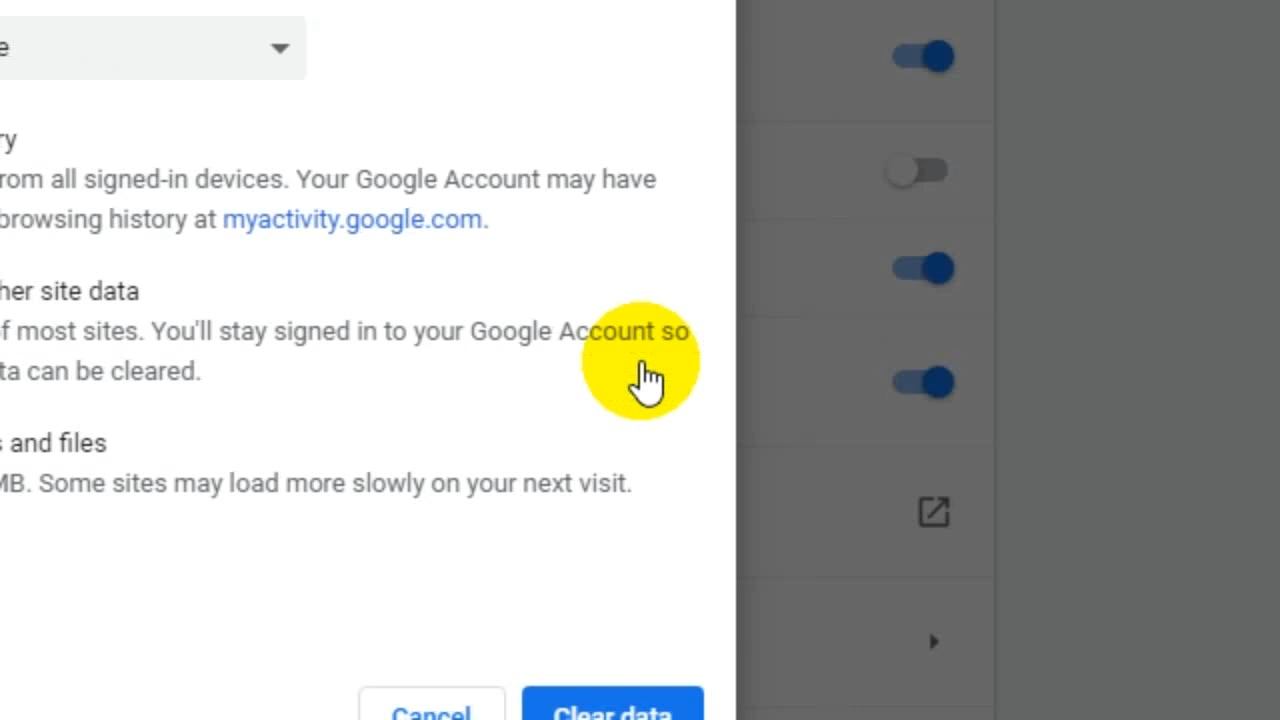 e
ry
rom all signed-in devices. Your Google Account may have
browsing history at myactivity.google.com.
her site data
of most sites. You'll stay signed in to your Google Account so
ta can be cleared.
s and files
MB. Some sites may load more slowly on your next visit.
Cancel
Clear data